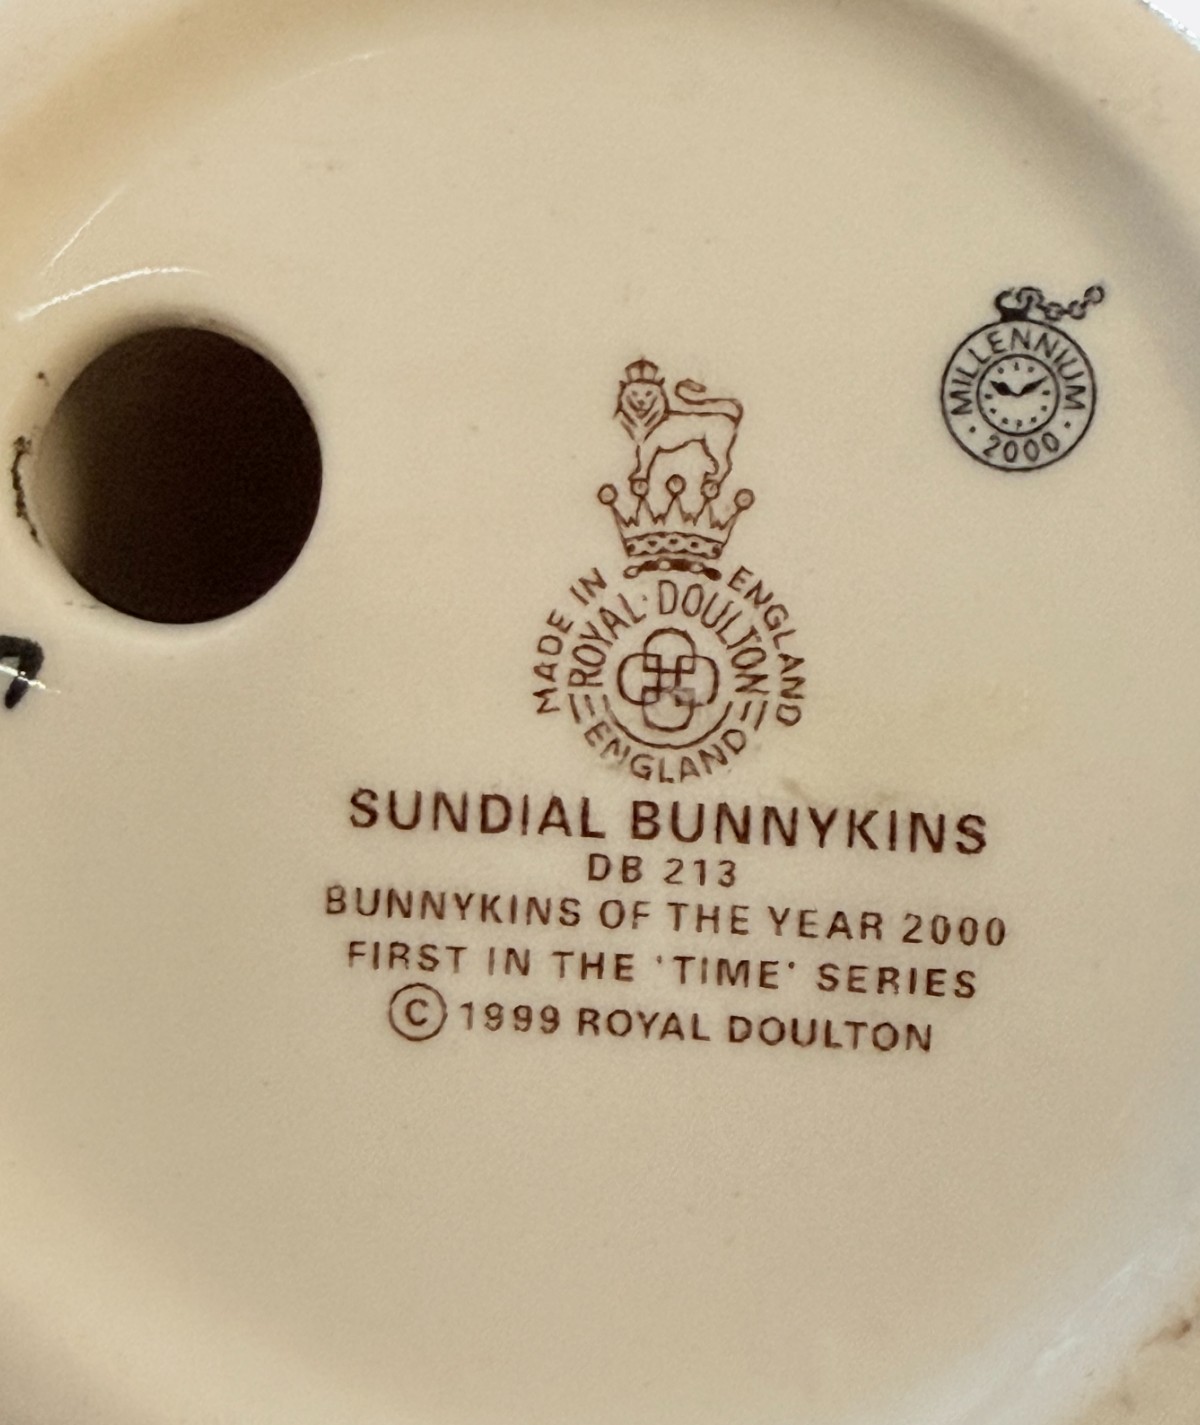 MILLENNIUM
· 2000 ·
MADE IN ENGLAND
ROYAL·DOULTON
ENGLAND
SUNDIAL BUNNYKINS
DB 213
BUNNYKINS OF THE YEAR 2000
FIRST IN THE 'TIME' SERIES
© 1999 ROYAL DOULTON